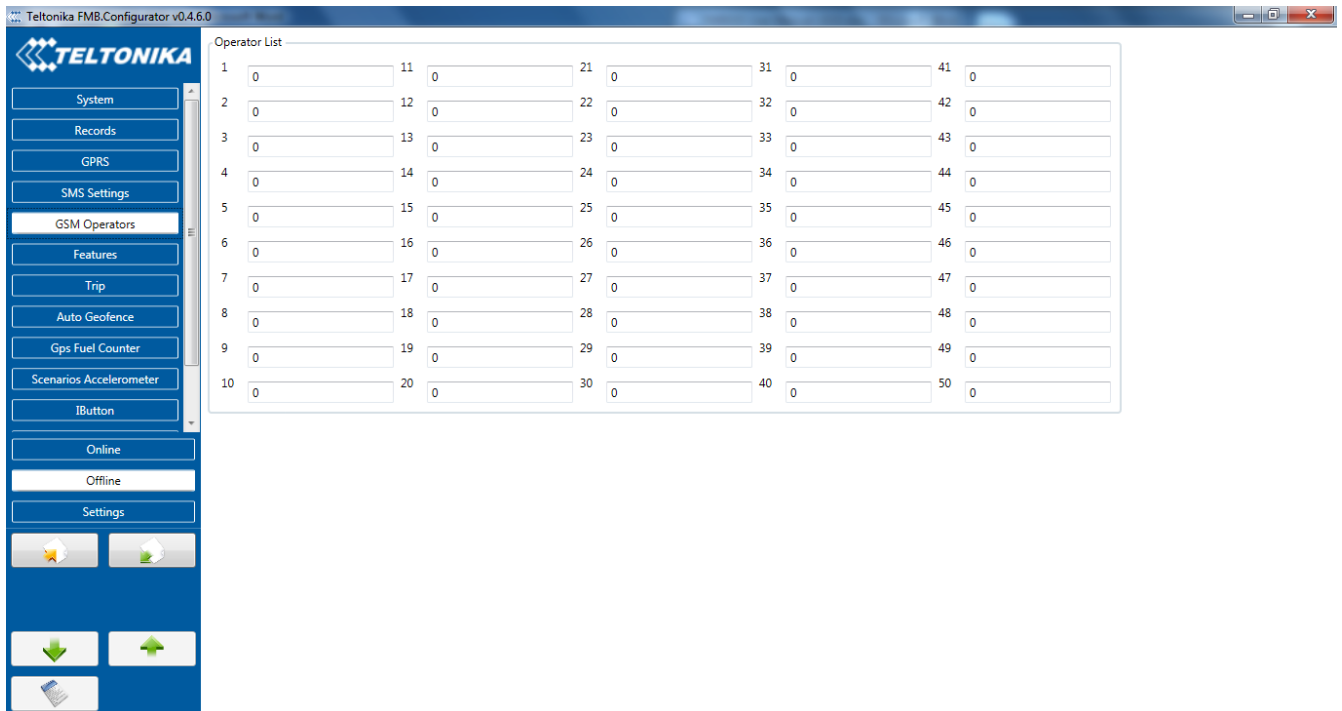 Teltonika FMB.Configurator v0.4.6.0
TELTONIKA
System
Records
GPRS
SMS Settings
GSM Operators
Features
Trip
Auto Geofence
Gps Fuel Counter
Scenarios Accelerometer
IButton
Online
Offline
Settings
Operator List
1 0 11 0 21 0 31 0 41 0
2 0 12 0 22 0 32 0 42 0
3 0 13 0 23 0 33 0 43 0
4 0 14 0 24 0 34 0 44 0
5 0 15 0 25 0 35 0 45 0
6 0 16 0 26 0 36 0 46 0
7 0 17 0 27 0 37 0 47 0
8 0 18 0 28 0 38 0 48 0
9 0 19 0 29 0 39 0 49 0
10 0 20 0 30 0 40 0 50 0